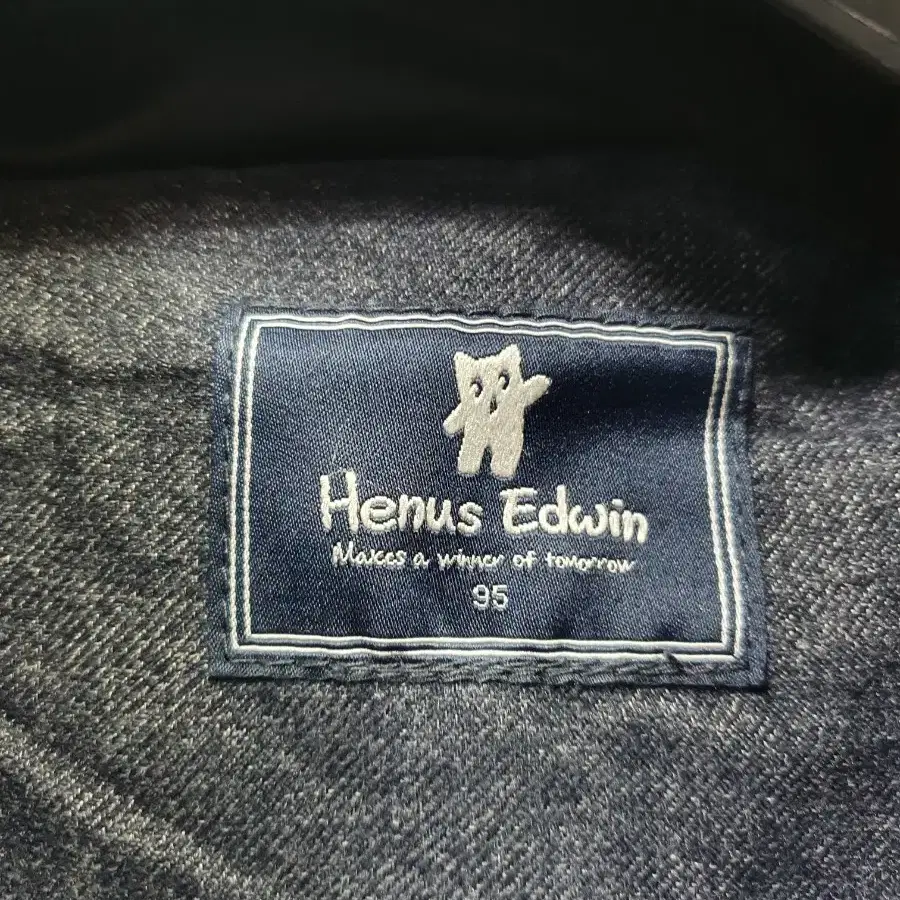 Henus Edwin
Makes a winner of tomorrow
95